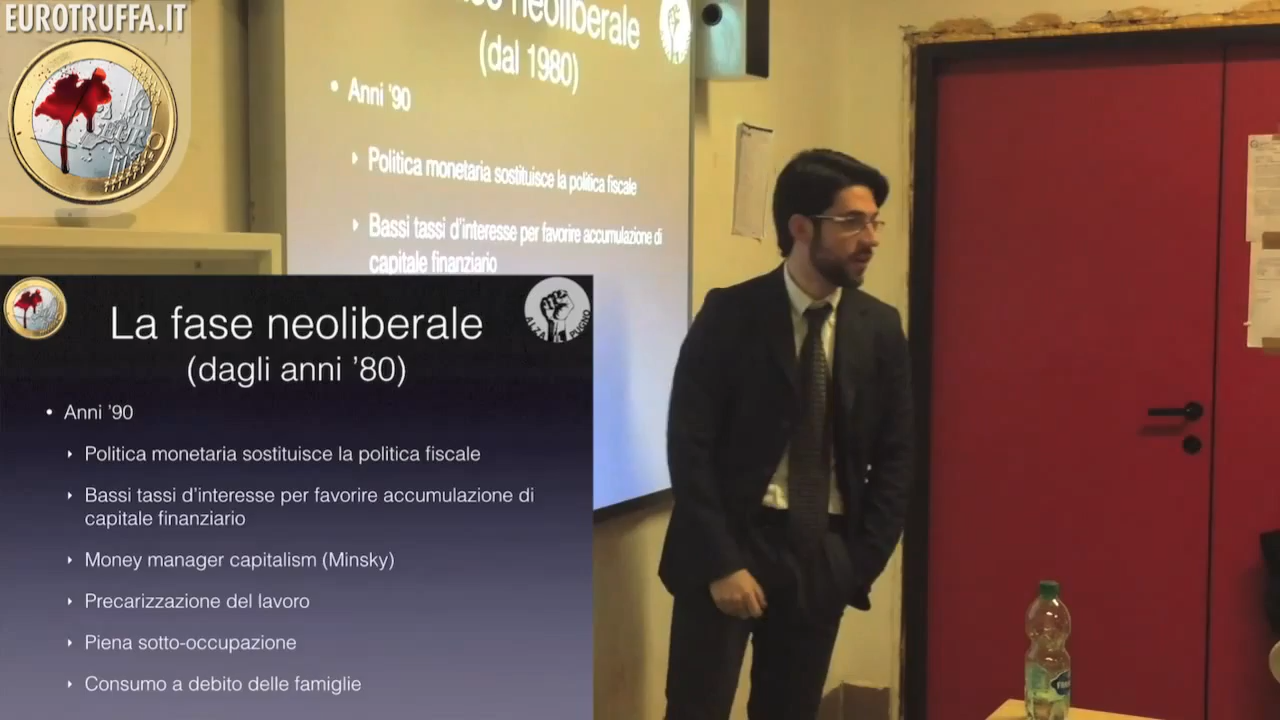 EUROTRUFFA.IT
neoliberale
(dal 1980)
• Anni '90
Politica monetaria sostituisce la politica fiscale
Bassi tassi d'interesse per favorire accumulazione di
capitale finanziario
La fase neoliberale
(dagli anni '80)
ALZA IL PUGNO
• Anni '90
Politica monetaria sostituisce la politica fiscale
Bassi tassi d'interesse per favorire accumulazione di
capitale finanziario
Money manager capitalism (Minsky)
Precarizzazione del lavoro
Piena sotto-occupazione
Consumo a debito delle famiglie